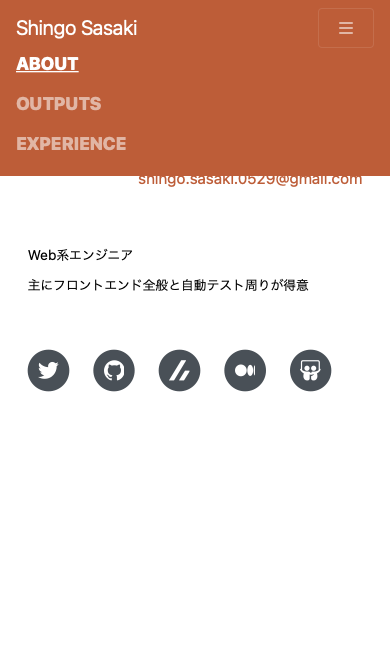 Shingo Sasaki
ABOUT
OUTPUTS
EXPERIENCE
shingo.sasaki.0529@gmail.com
Web系エンジニア
主にフロントエンド全般と自動テスト周りが得意